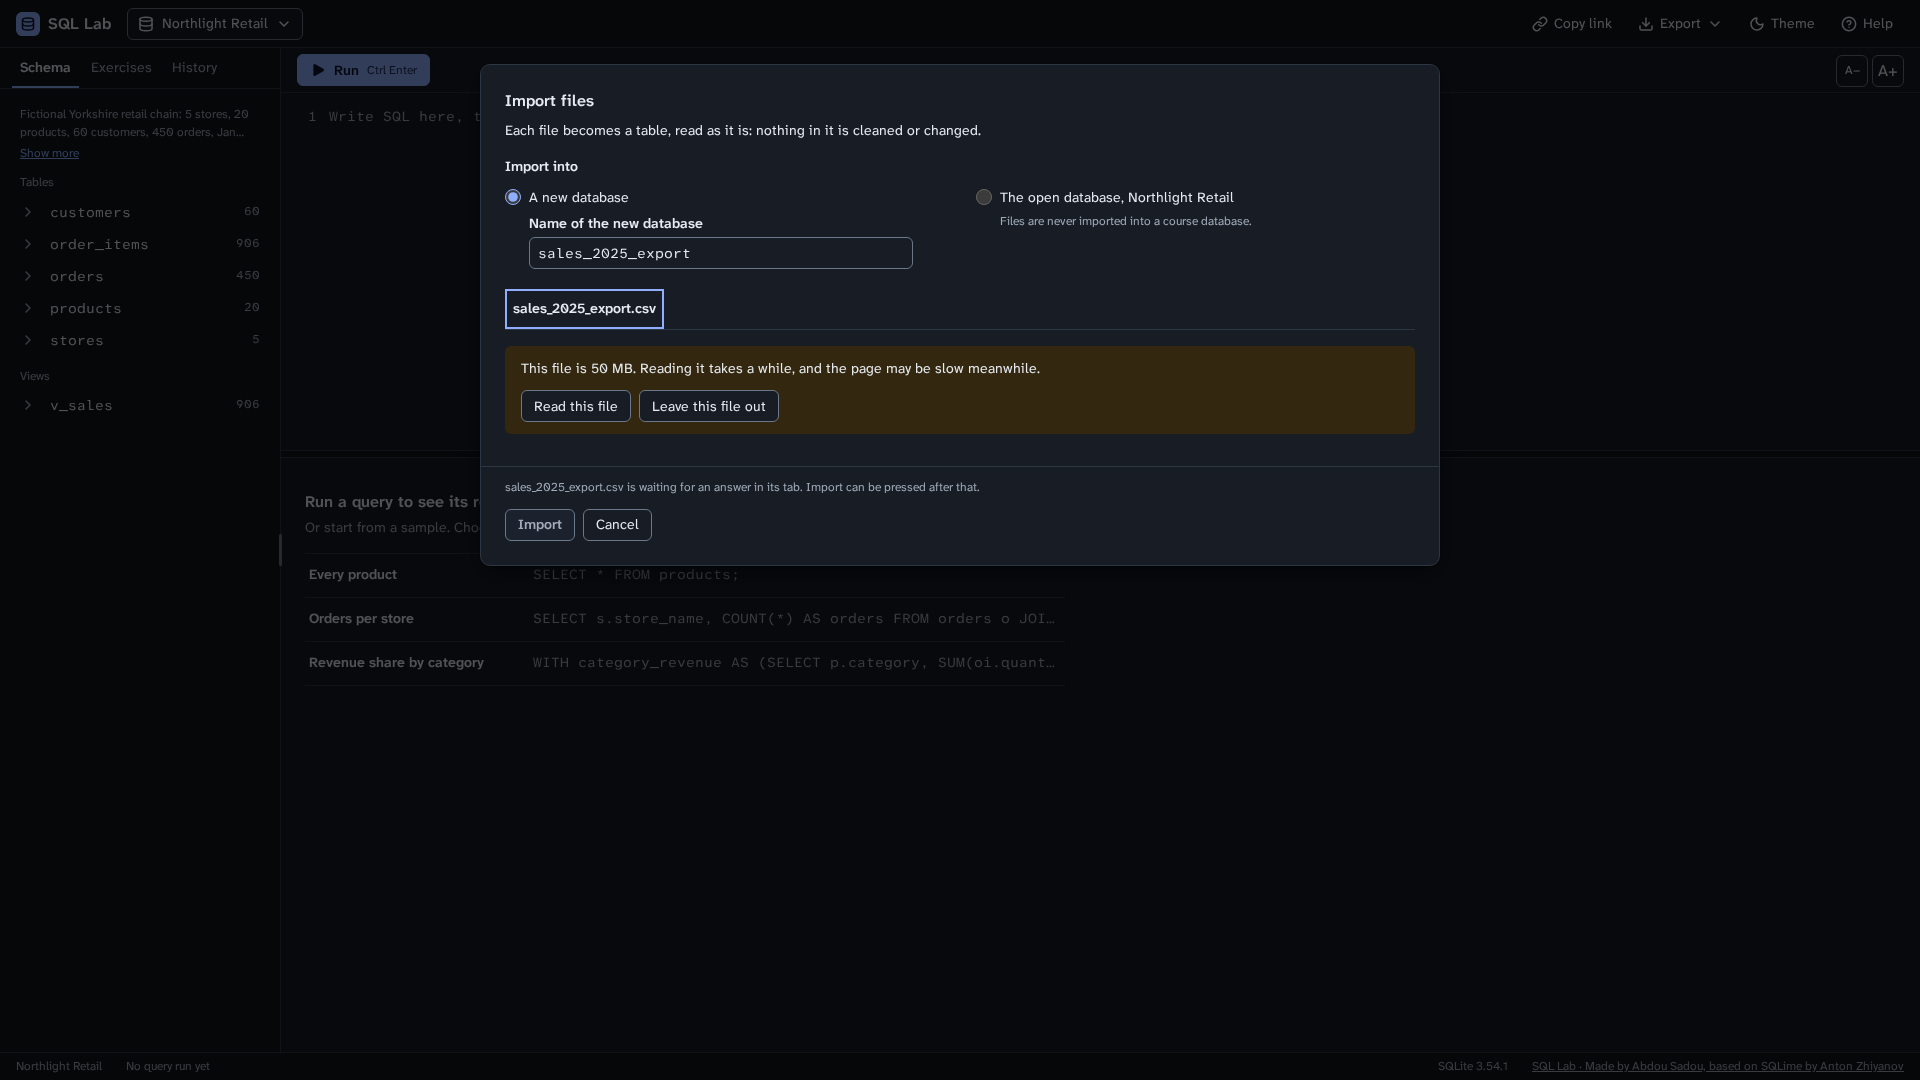 SQL Lab
Northlight Retail
Copy link
Export
Theme
Help
Schema
Exercises
History
Run Ctrl Enter
A−
A+
Fictional Yorkshire retail chain: 5 stores, 20
products, 60 customers, 450 orders, Jan…
Show more
Tables
customers 60
order_items 906
orders 450
products 20
stores 5
Views
v_sales 906
1 Write SQL here, t
Import files
Each file becomes a table, read as it is: nothing in it is cleaned or changed.
Import into
A new database
The open database, Northlight Retail
Name of the new database
Files are never imported into a course database.
sales_2025_export
sales_2025_export.csv
This file is 50 MB. Reading it takes a while, and the page may be slow meanwhile.
Read this file
Leave this file out
sales_2025_export.csv is waiting for an answer in its tab. Import can be pressed after that.
Import
Cancel
Run a query to see its r
Or start from a sample. Cho
Every product SELECT * FROM products;
Orders per store SELECT s.store_name, COUNT(*) AS orders FROM orders o JOI…
Revenue share by category WITH category_revenue AS (SELECT p.category, SUM(oi.quant…
Northlight Retail
No query run yet
SQLite 3.54.1
SQL Lab · Made by Abdou Sadou, based on SQLime by Anton Zhiyanov